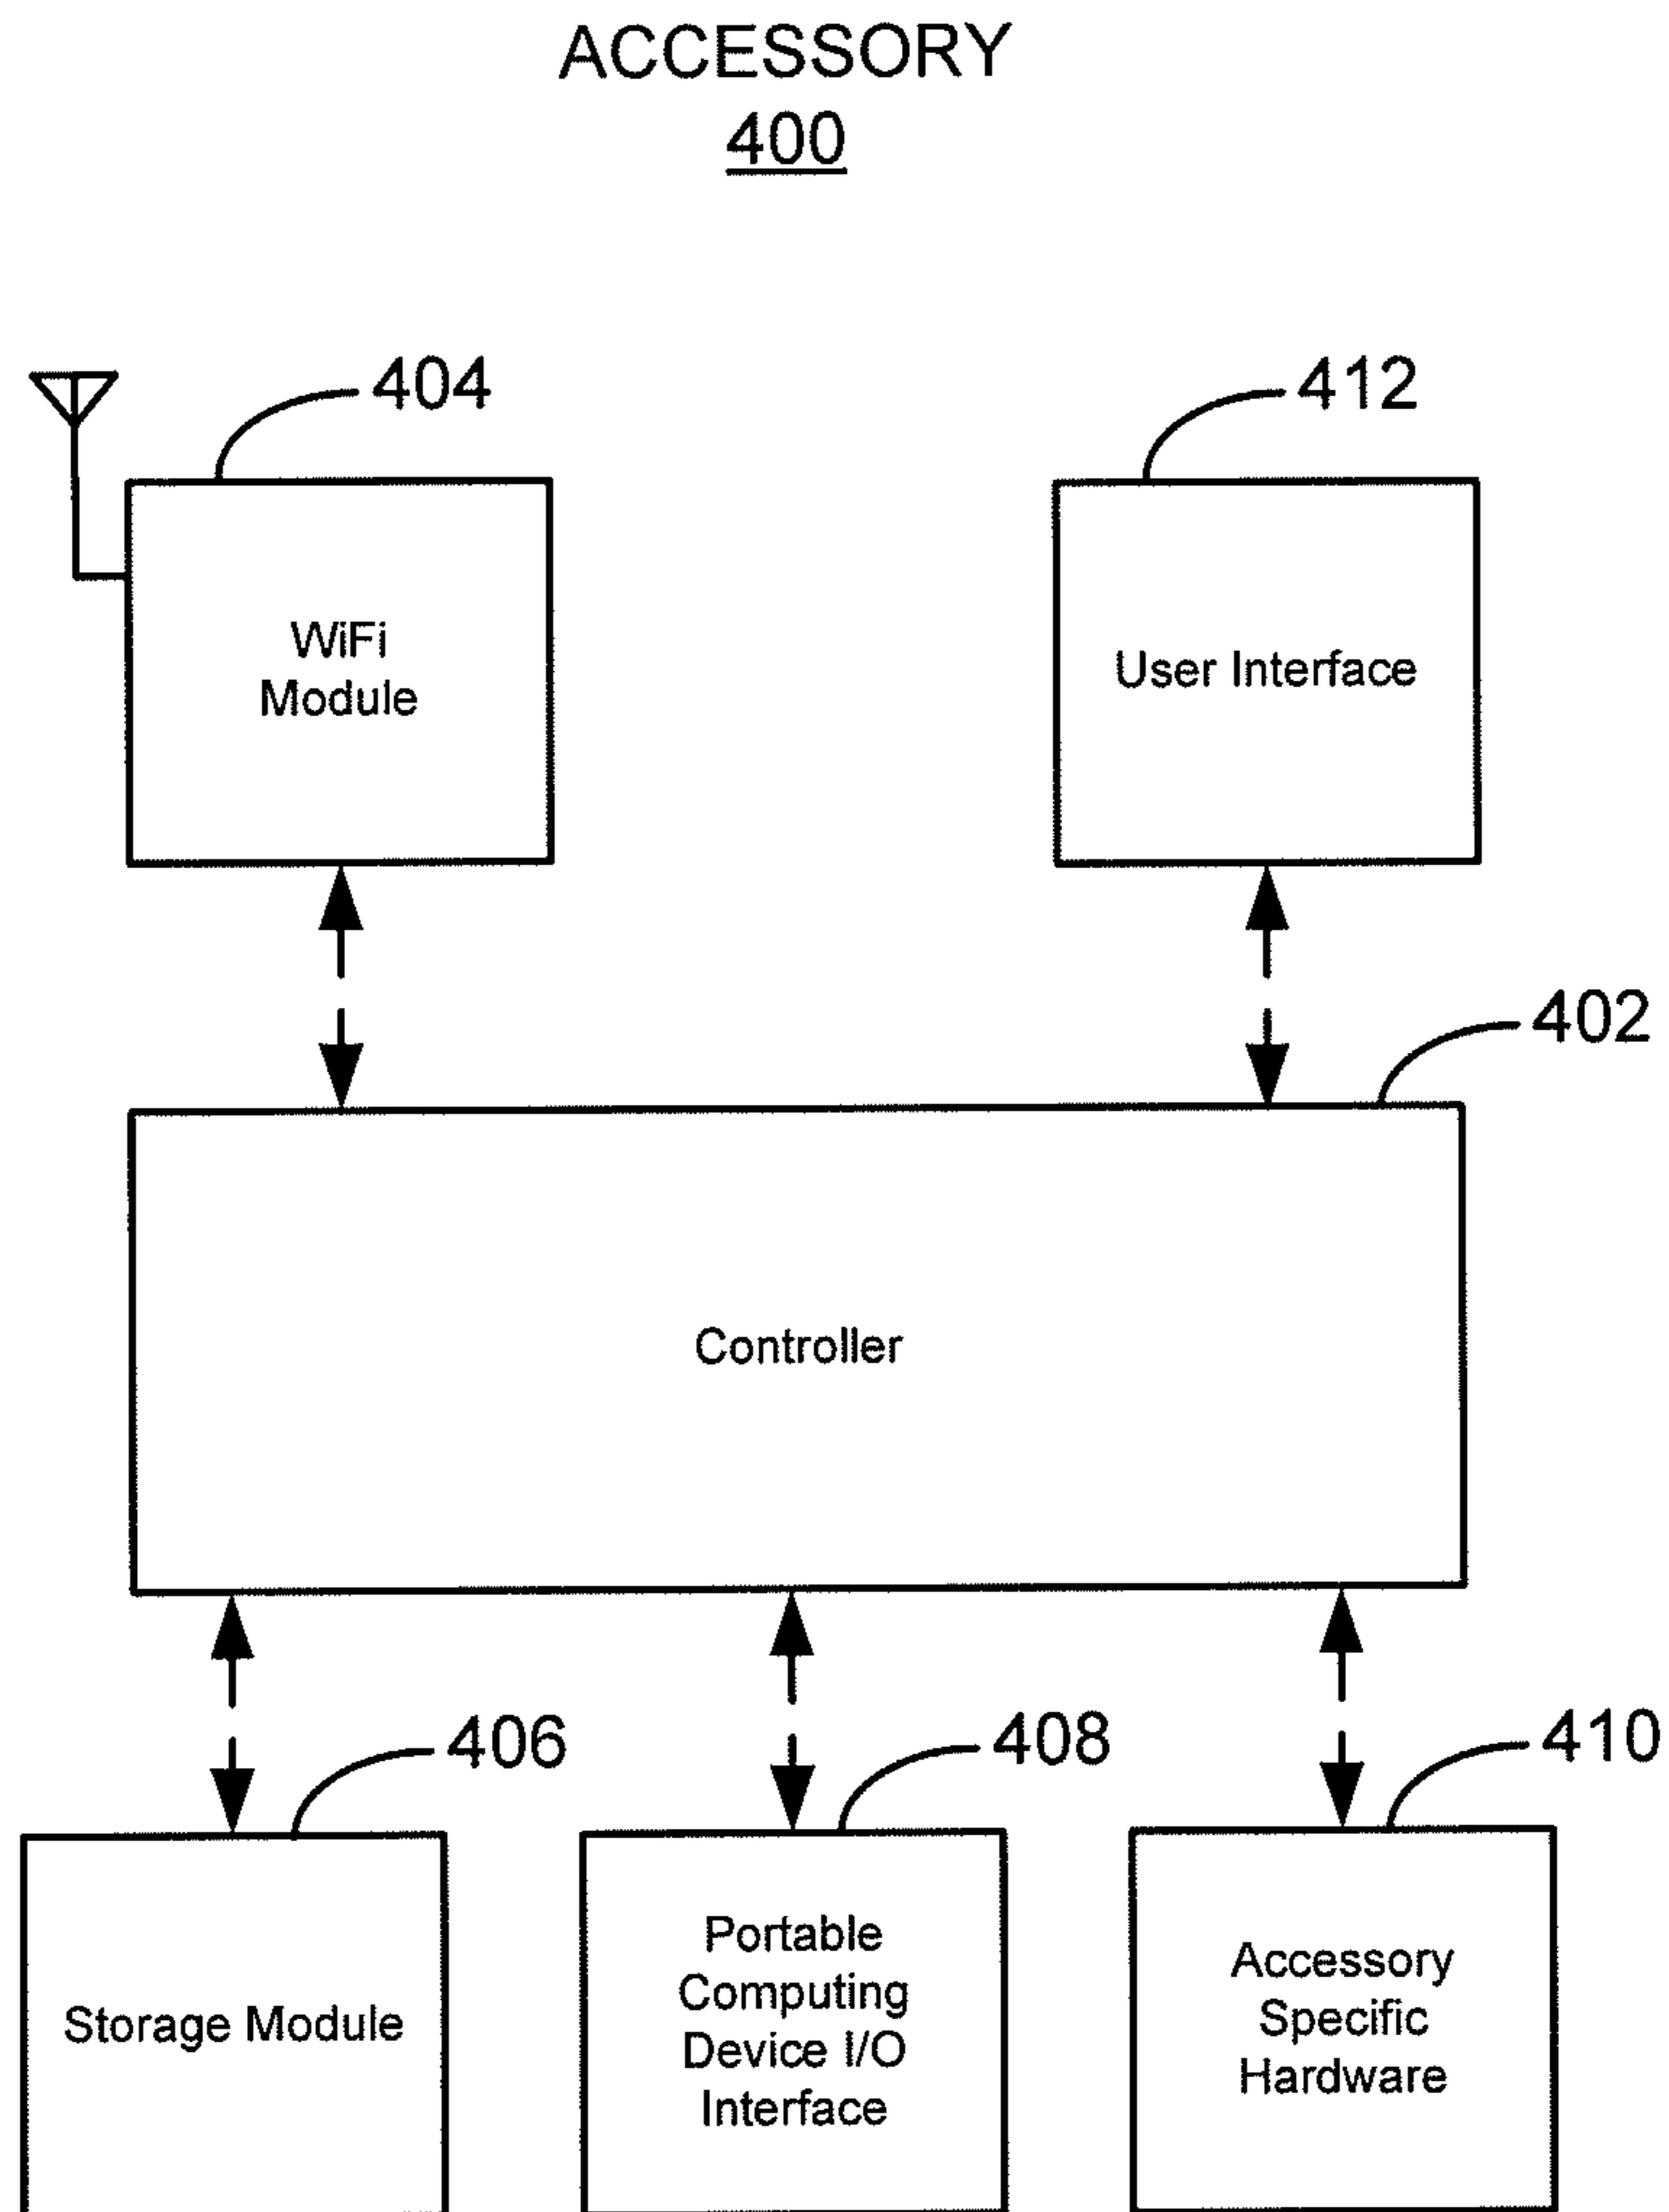 ACCESSORY
400
404
412
WiFi
Module
User Interface
402
Controller
406
408
410
Storage Module
Portable
Computing
Device I/O
Interface
Accessory
Specific
Hardware